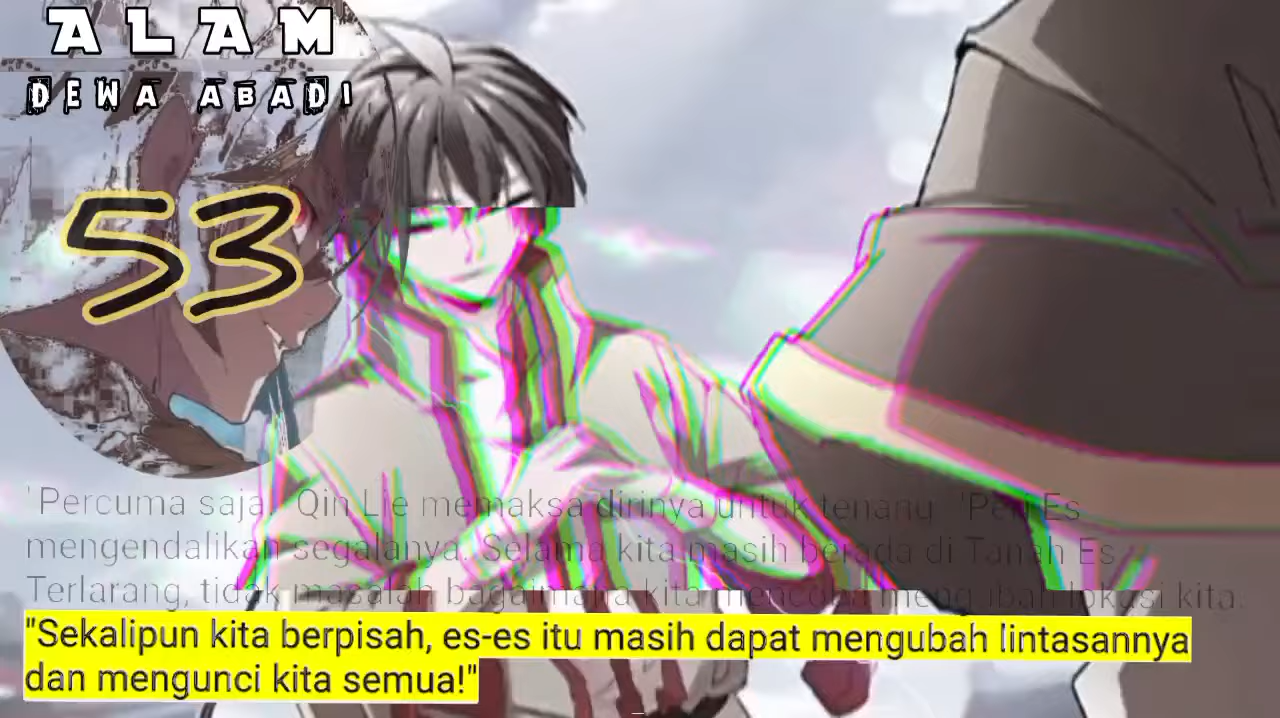 ALAM
DEWA ABADI
53
'Percuma saja.' Qin Lie memaksa dirinya untuk tenang. 'Peri Es
mengendalikan segalanya. Selama kita masih berada di Tanah Es
Terlarang, tidak masalah bagaimana kita mencoba mengubah lokasi kita.
"Sekalipun kita berpisah, es-es itu masih dapat mengubah lintasannya
dan mengunci kita semua!"